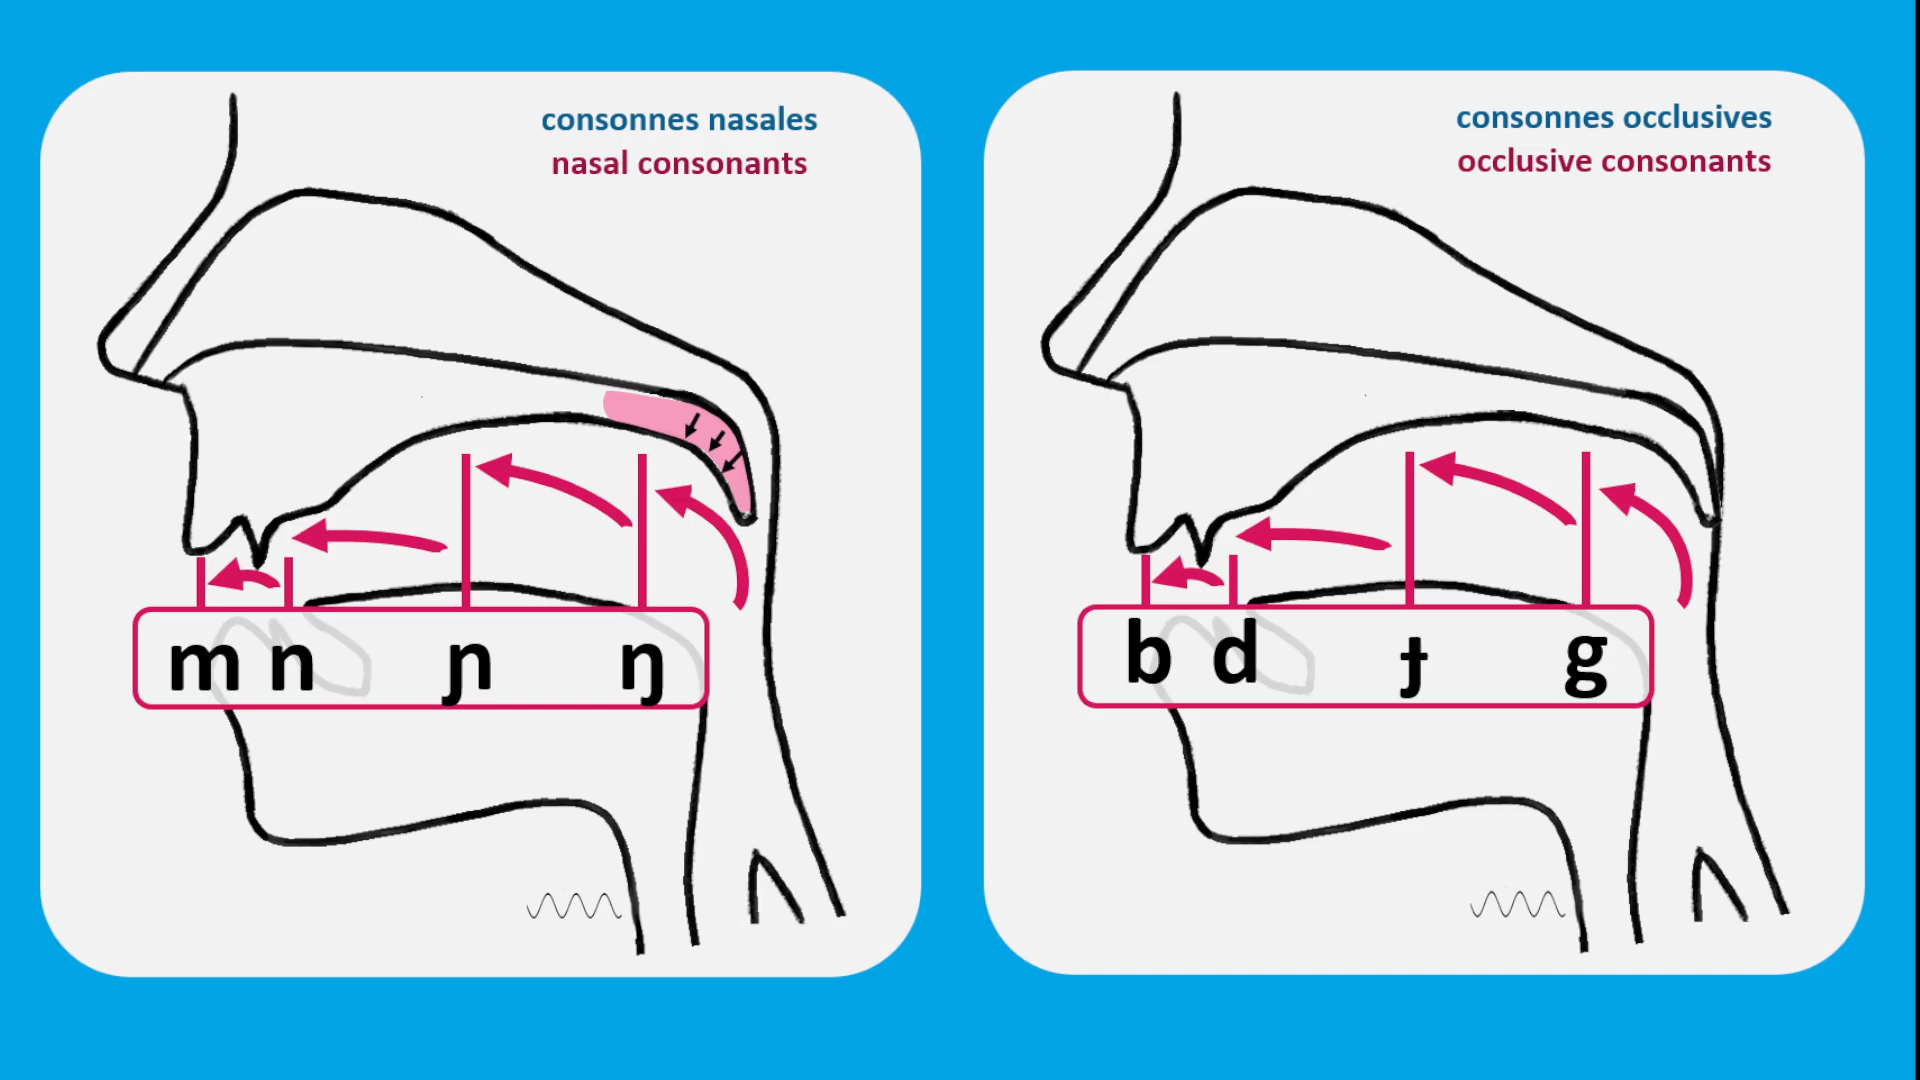 consonnes nasales
nasal consonants
m n ɲ ŋ
consonnes occlusives
occlusive consonants
b d ɟ g